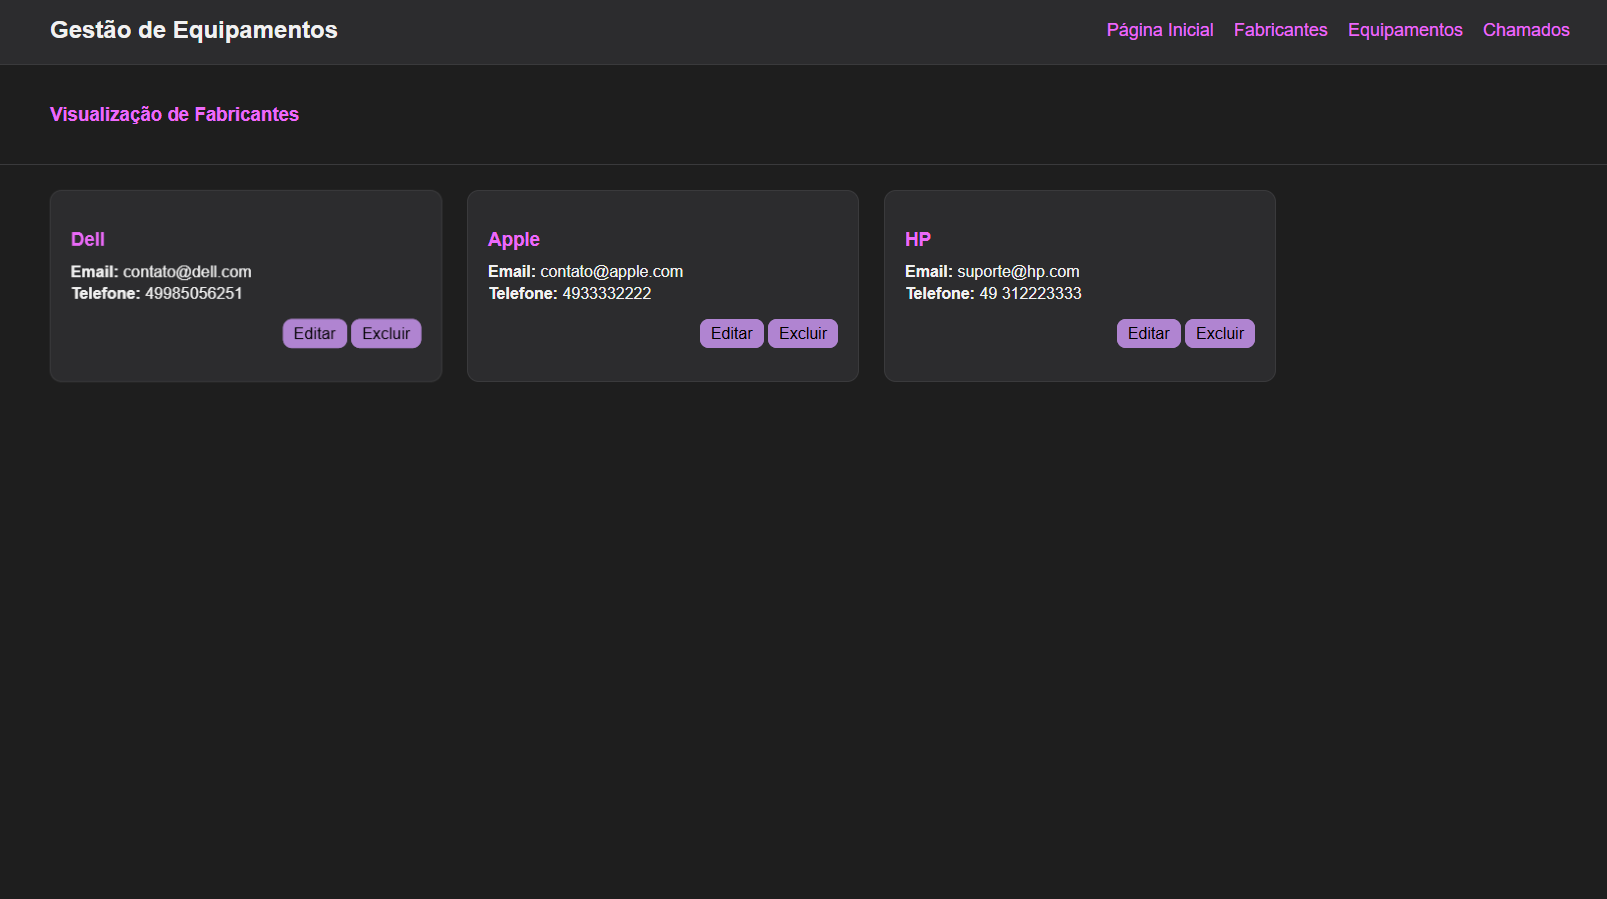 Gestão de Equipamentos
Página Inicial Fabricantes Equipamentos Chamados
Visualização de Fabricantes
Dell
Email: contato@dell.com
Telefone: 49985056251
Editar Excluir
Apple
Email: contato@apple.com
Telefone: 4933332222
Editar Excluir
HP
Email: suporte@hp.com
Telefone: 49 312223333
Editar Excluir